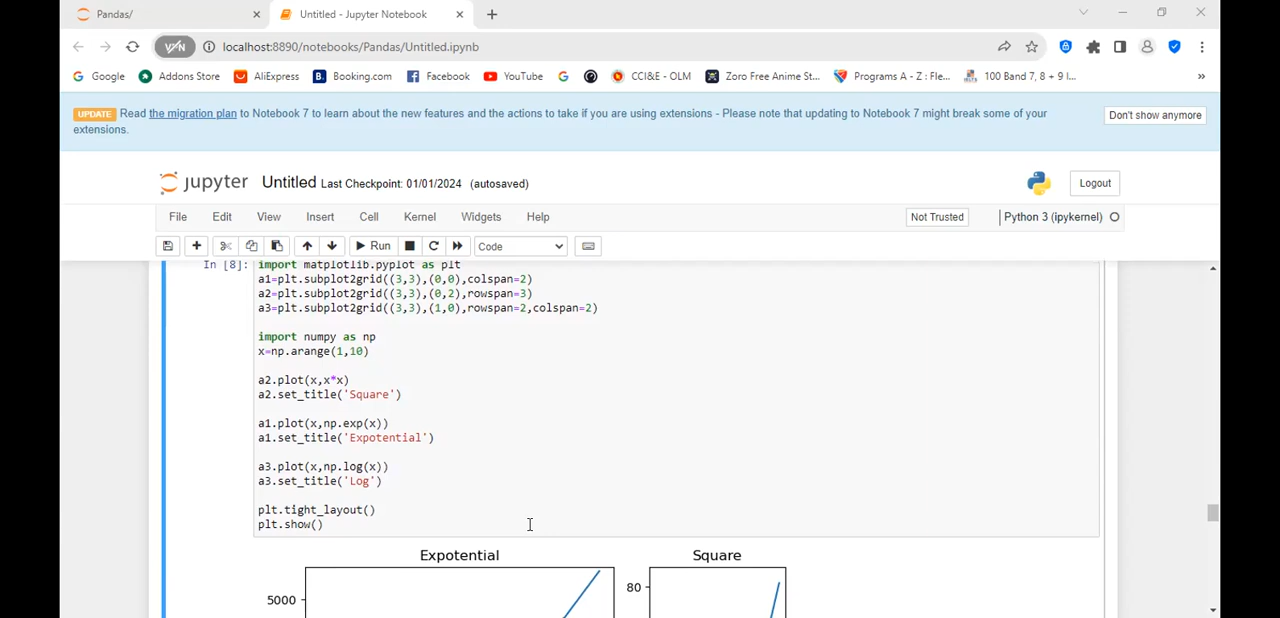 Pandas/
Untitled - Jupyter Notebook
VPN
localhost:8890/notebooks/Pandas/Untitled.ipynb
Google Addons Store AliExpress Booking.com Facebook YouTube CCI&E - OLM Zoro Free Anime St... Programs A - Z : Fle... 100 Band 7, 8 + 9 I... »
UPDATE Read the migration plan to Notebook 7 to learn about the new features and the actions to take if you are using extensions - Please note that updating to Notebook 7 might break some of your
extensions.
Don't show anymore
jupyter Untitled Last Checkpoint: 01/01/2024 (autosaved)
Logout
File Edit View Insert Cell Kernel Widgets Help
Not Trusted
Python 3 (ipykernel)
Run
Code
In [8]: import matplotlib.pyplot as plt
a1=plt.subplot2grid((3,3),(0,0),colspan=2)
a2=plt.subplot2grid((3,3),(0,2),rowspan=3)
a3=plt.subplot2grid((3,3),(1,0),rowspan=2,colspan=2)
import numpy as np
x=np.arange(1,10)
a2.plot(x,x*x)
a2.set_title('Square')
a1.plot(x,np.exp(x))
a1.set_title('Expotential')
a3.plot(x,np.log(x))
a3.set_title('Log')
plt.tight_layout()
plt.show()
Expotential
Square
5000
80